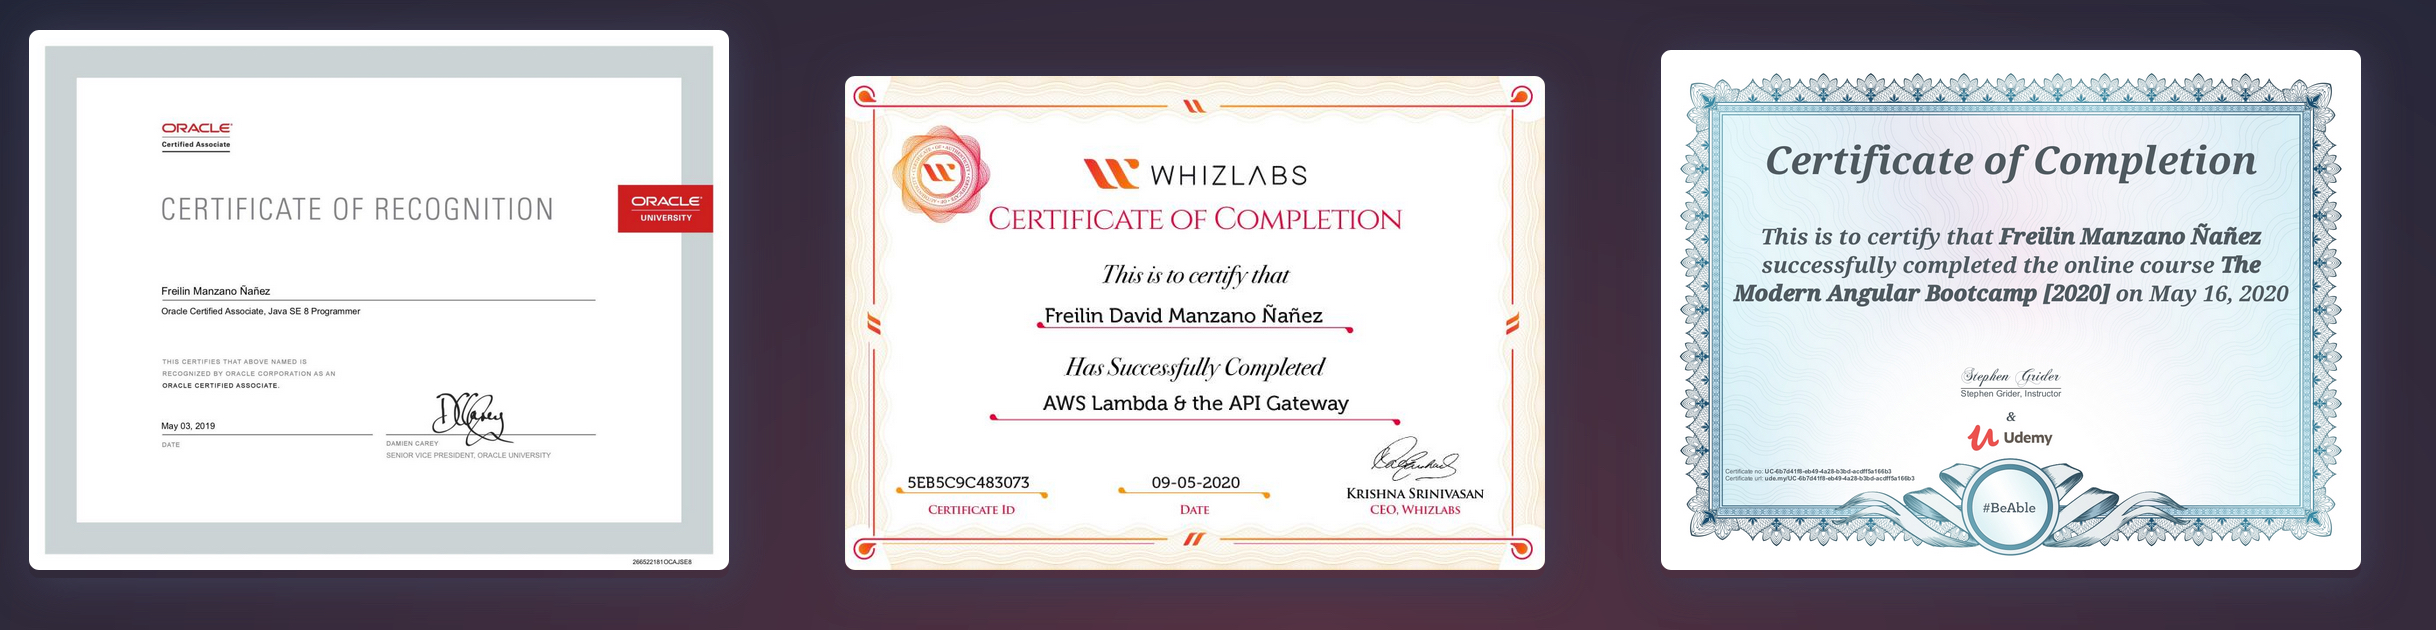 ORACLE
Certified Associate
CERTIFICATE OF RECOGNITION
ORACLE
UNIVERSITY
Freilin Manzano Ñañez
Oracle Certified Associate, Java SE 8 Programmer
THIS CERTIFIES THAT ABOVE NAMED IS
RECOGNIZED BY ORACLE CORPORATION AS AN
ORACLE CERTIFIED ASSOCIATE.
May 03, 2019
DATE
DAMIEN CAREY
SENIOR VICE PRESIDENT, ORACLE UNIVERSITY
266522181OCAJSE8
WHIZLABS
CERTIFICATE OF COMPLETION
This is to certify that
Freilin David Manzano Ñañez
Has Successfully Completed
AWS Lambda & the API Gateway
5EB5C9C483073
CERTIFICATE ID
09-05-2020
DATE
KRISHNA SRINIVASAN
CEO, WHIZLABS
Certificate of Completion
This is to certify that Freilin Manzano Ñañez
successfully completed the online course The
Modern Angular Bootcamp [2020] on May 16, 2020
Stephen Grider
Stephen Grider, Instructor
&
Udemy
Certificate no: UC-6b7d41f8-eb49-4a28-b3bd-acdff5a166b3
Certificate url: ude.my/UC-6b7d41f8-eb49-4a28-b3bd-acdff5a166b3
#BeAble